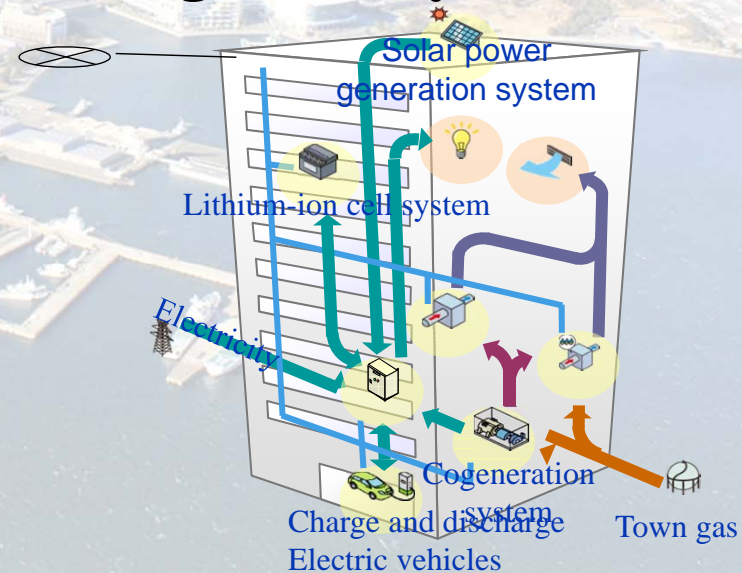 Solar power
generation system
Lithium-ion cell system
Electricity
Cogeneration
system
Charge and discharge
Electric vehicles
Town gas